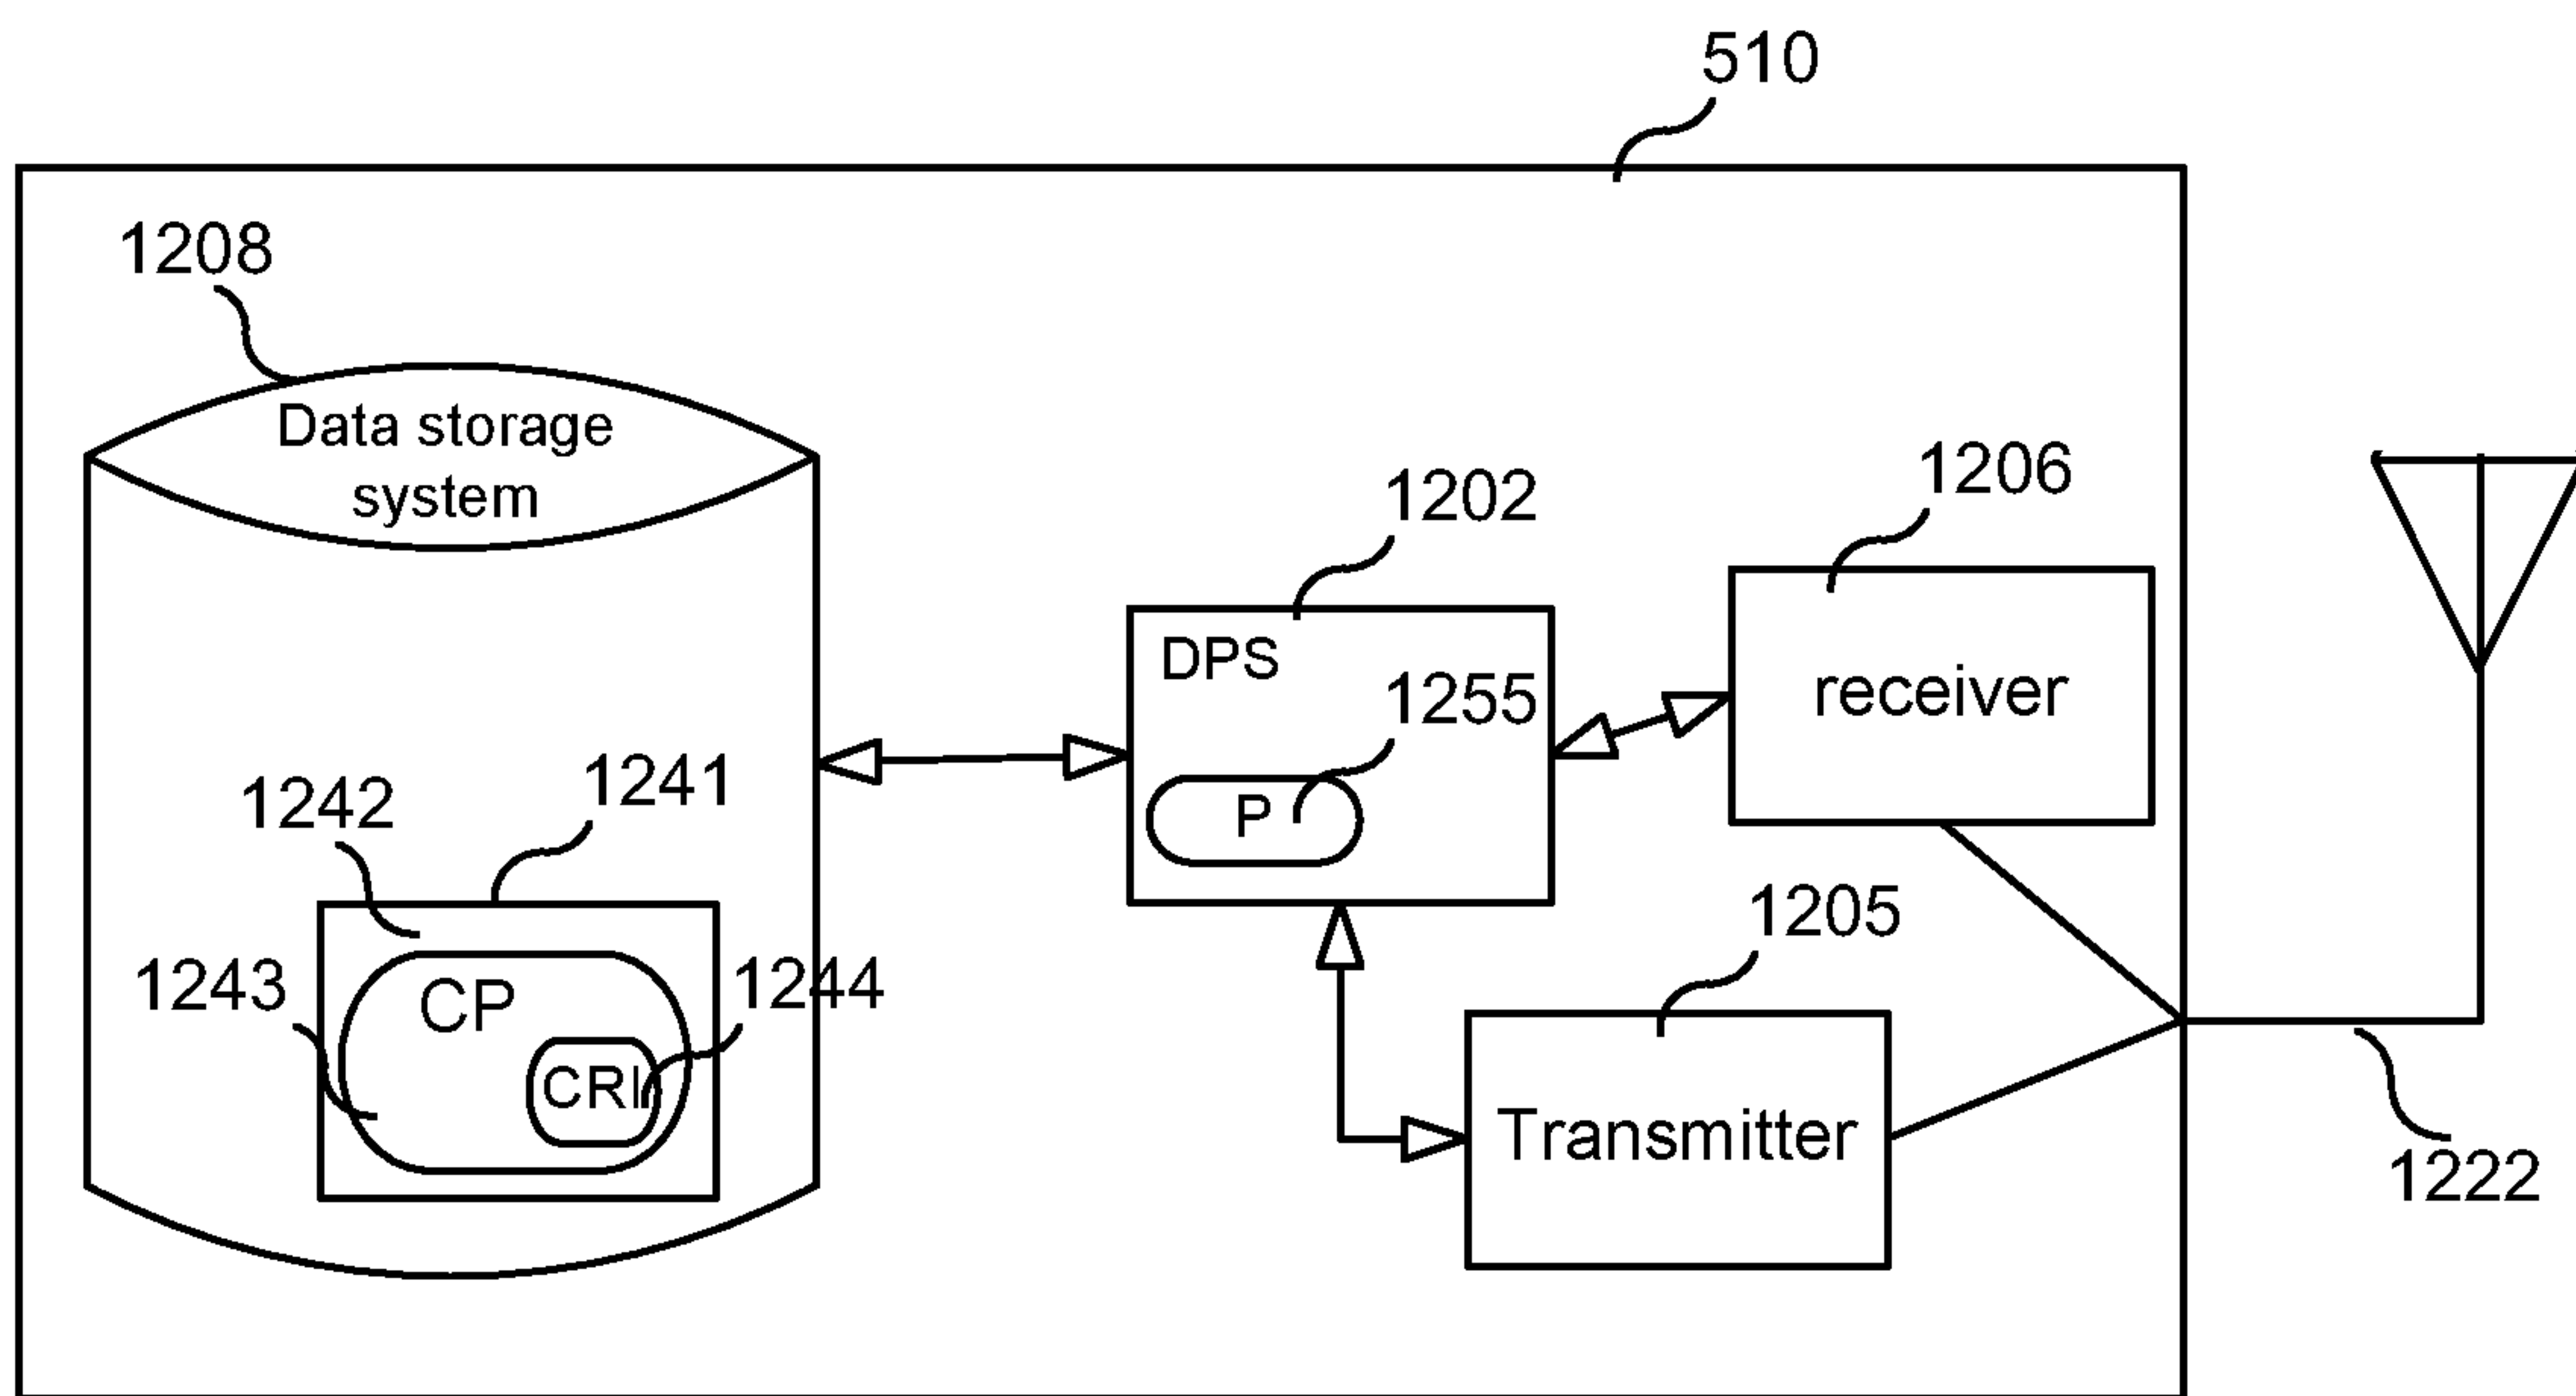 510
1208
Data storage
system
1202
1206
DPS
1255
receiver
P
1242
1241
1243
CP
1244
CRI
1205
Transmitter
1222